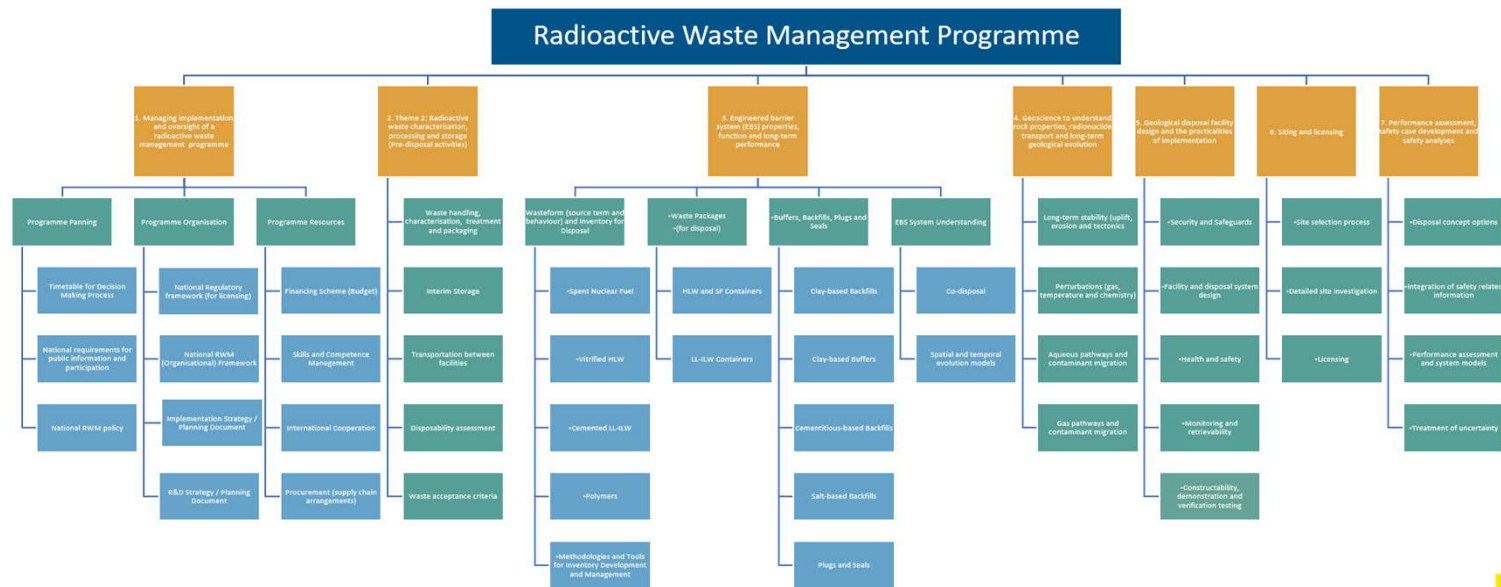 Radioactive Waste Management Programme
1. Managing implementation
and oversight of a
radioactive waste
management programme
2. Theme 2: Radioactive
waste characterisation,
processing and storage
(Pre-disposal activities)
3. Engineered barrier
system (EBS) properties,
function and long-term
performance
4. Geoscience to understand
rock properties, radionuclide
transport and long-term
geological evolution
5. Geological disposal facility
design and the practicalities
of implementation
6. Siting and licensing
7. Performance assessment,
safety case development and
safety analyses
Programme Panning
Programme Organisation
Programme Resources
Waste handling,
characterisation, treatment
and packaging
Wasteform (source term and
behaviour) and Inventory for
Disposal
•Waste Packages
•(for disposal)
•Buffers, Backfills, Plugs and
Seals
EBS System Understanding
Long-term stability (uplift,
erosion and tectonics
•Security and Safeguards
•Site selection process
•Disposal concept options
Timetable for Decision
Making Process
National Regulatory
framework (for licensing)
Financing Scheme (Budget)
Interim Storage
•Spent Nuclear Fuel
HLW and SF Containers
Clay-based Backfills
Co-disposal
Perturbations (gas,
temperature and chemistry)
•Facility and disposal system
design
•Detailed site investigation
•Integration of safety related
information
National requirements for
public information and
participation
National RWM
(Organisational) Framework
Skills and Competence
Management
Transportation between
facilities
•Vitrified HLW
LL-ILW Containers
Clay-based Buffers
Spatial and temporal
evolution models
Aqueous pathways and
contaminant migration
•Health and safety
•Licensing
•Performance assessment
and system models
National RWM policy
Implementation Strategy /
Planning Document
International Cooperation
Disposability assessment
•Cemented LL-ILW
Cementitious-based Backfills
Gas pathways and
contaminant migration
•Monitoring and
retrievability
•Treatment of uncertainty
R&D Strategy / Planning
Document
Procurement (supply chain
arrangements)
Waste acceptance criteria
•Polymers
Salt-based Backfills
•Constructability,
demonstration and
verification testing
•Methodologies and Tools
for Inventory Development
and Management
Plugs and Seals